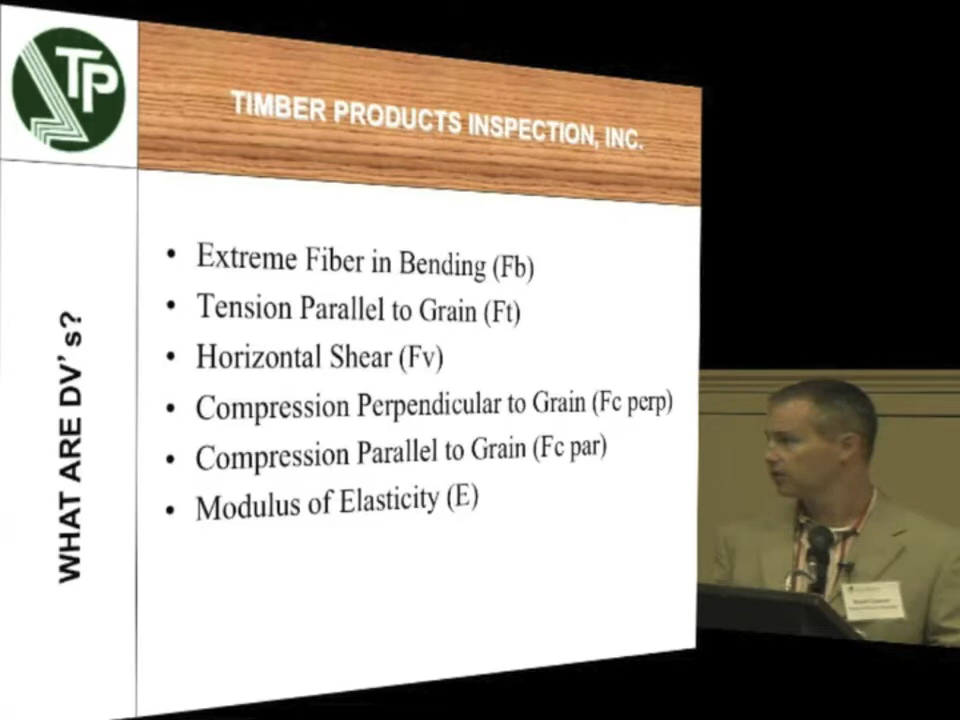 TP
TIMBER PRODUCTS INSPECTION, INC.
WHAT ARE DV's?
• Extreme Fiber in Bending (Fb)
• Tension Parallel to Grain (Ft)
• Horizontal Shear (Fv)
• Compression Perpendicular to Grain (Fc perp)
• Compression Parallel to Grain (Fc par)
• Modulus of Elasticity (E)